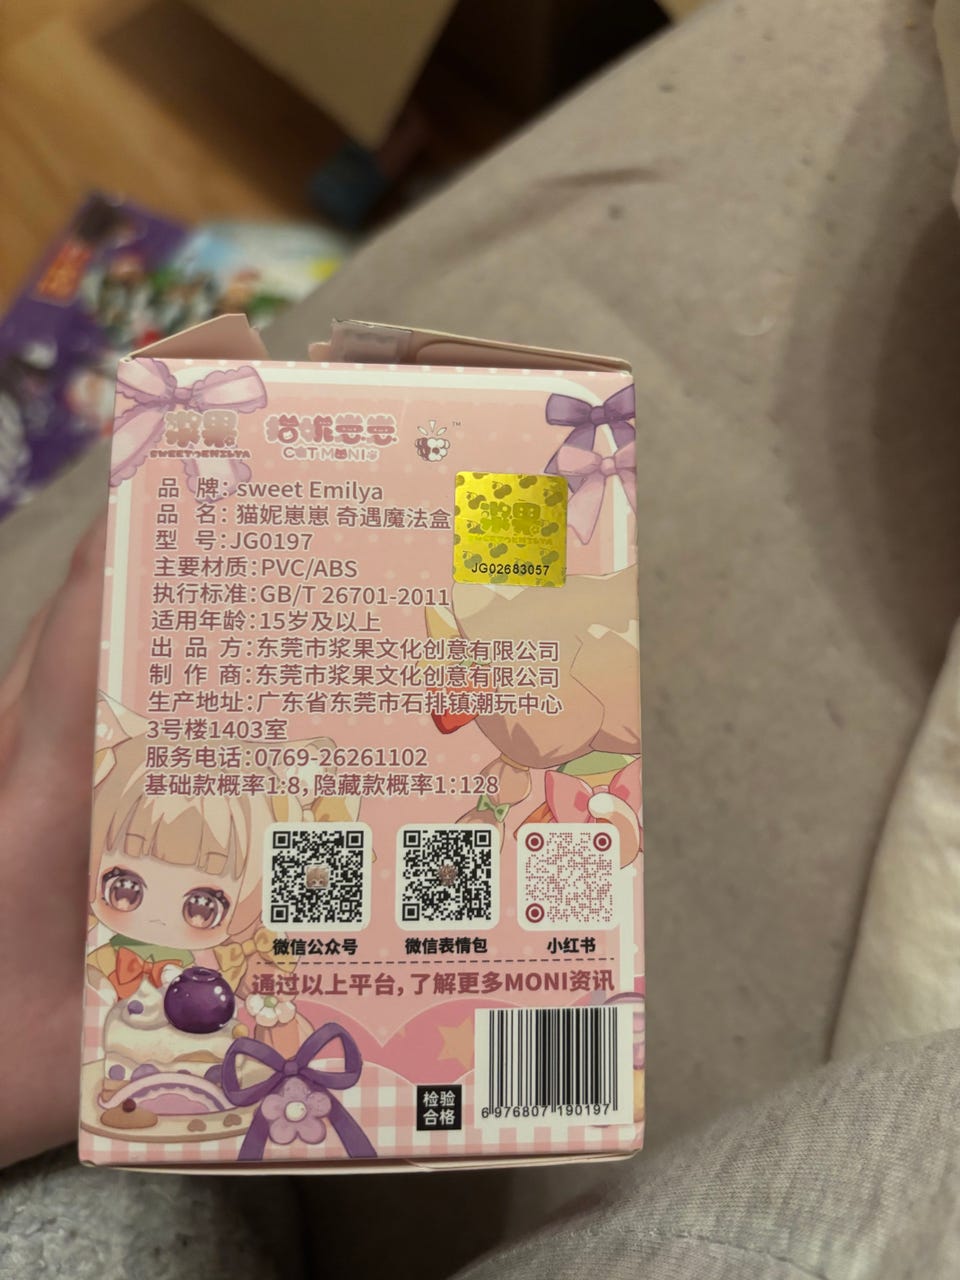 浆果
SWEET EMILYA
猫妮崽崽
CAT MONI
TM
品 牌：sweet Emilya
品 名：猫妮崽崽 奇遇魔法盒
型 号：JG0197
主要材质：PVC/ABS
执行标准：GB/T 26701-2011
适用年龄：15岁及以上
出 品 方：东莞市浆果文化创意有限公司
制 作 商：东莞市浆果文化创意有限公司
生产地址：广东省东莞市石排镇潮玩中心
3号楼1403室
服务电话：0769-26261102
基础款概率1:8，隐藏款概率1：128
浆果
SWEET EMILYA
JG02683057
微信公众号
微信表情包
小红书
通过以上平台，了解更多MONI资讯
检验
合格
6 976807 190197